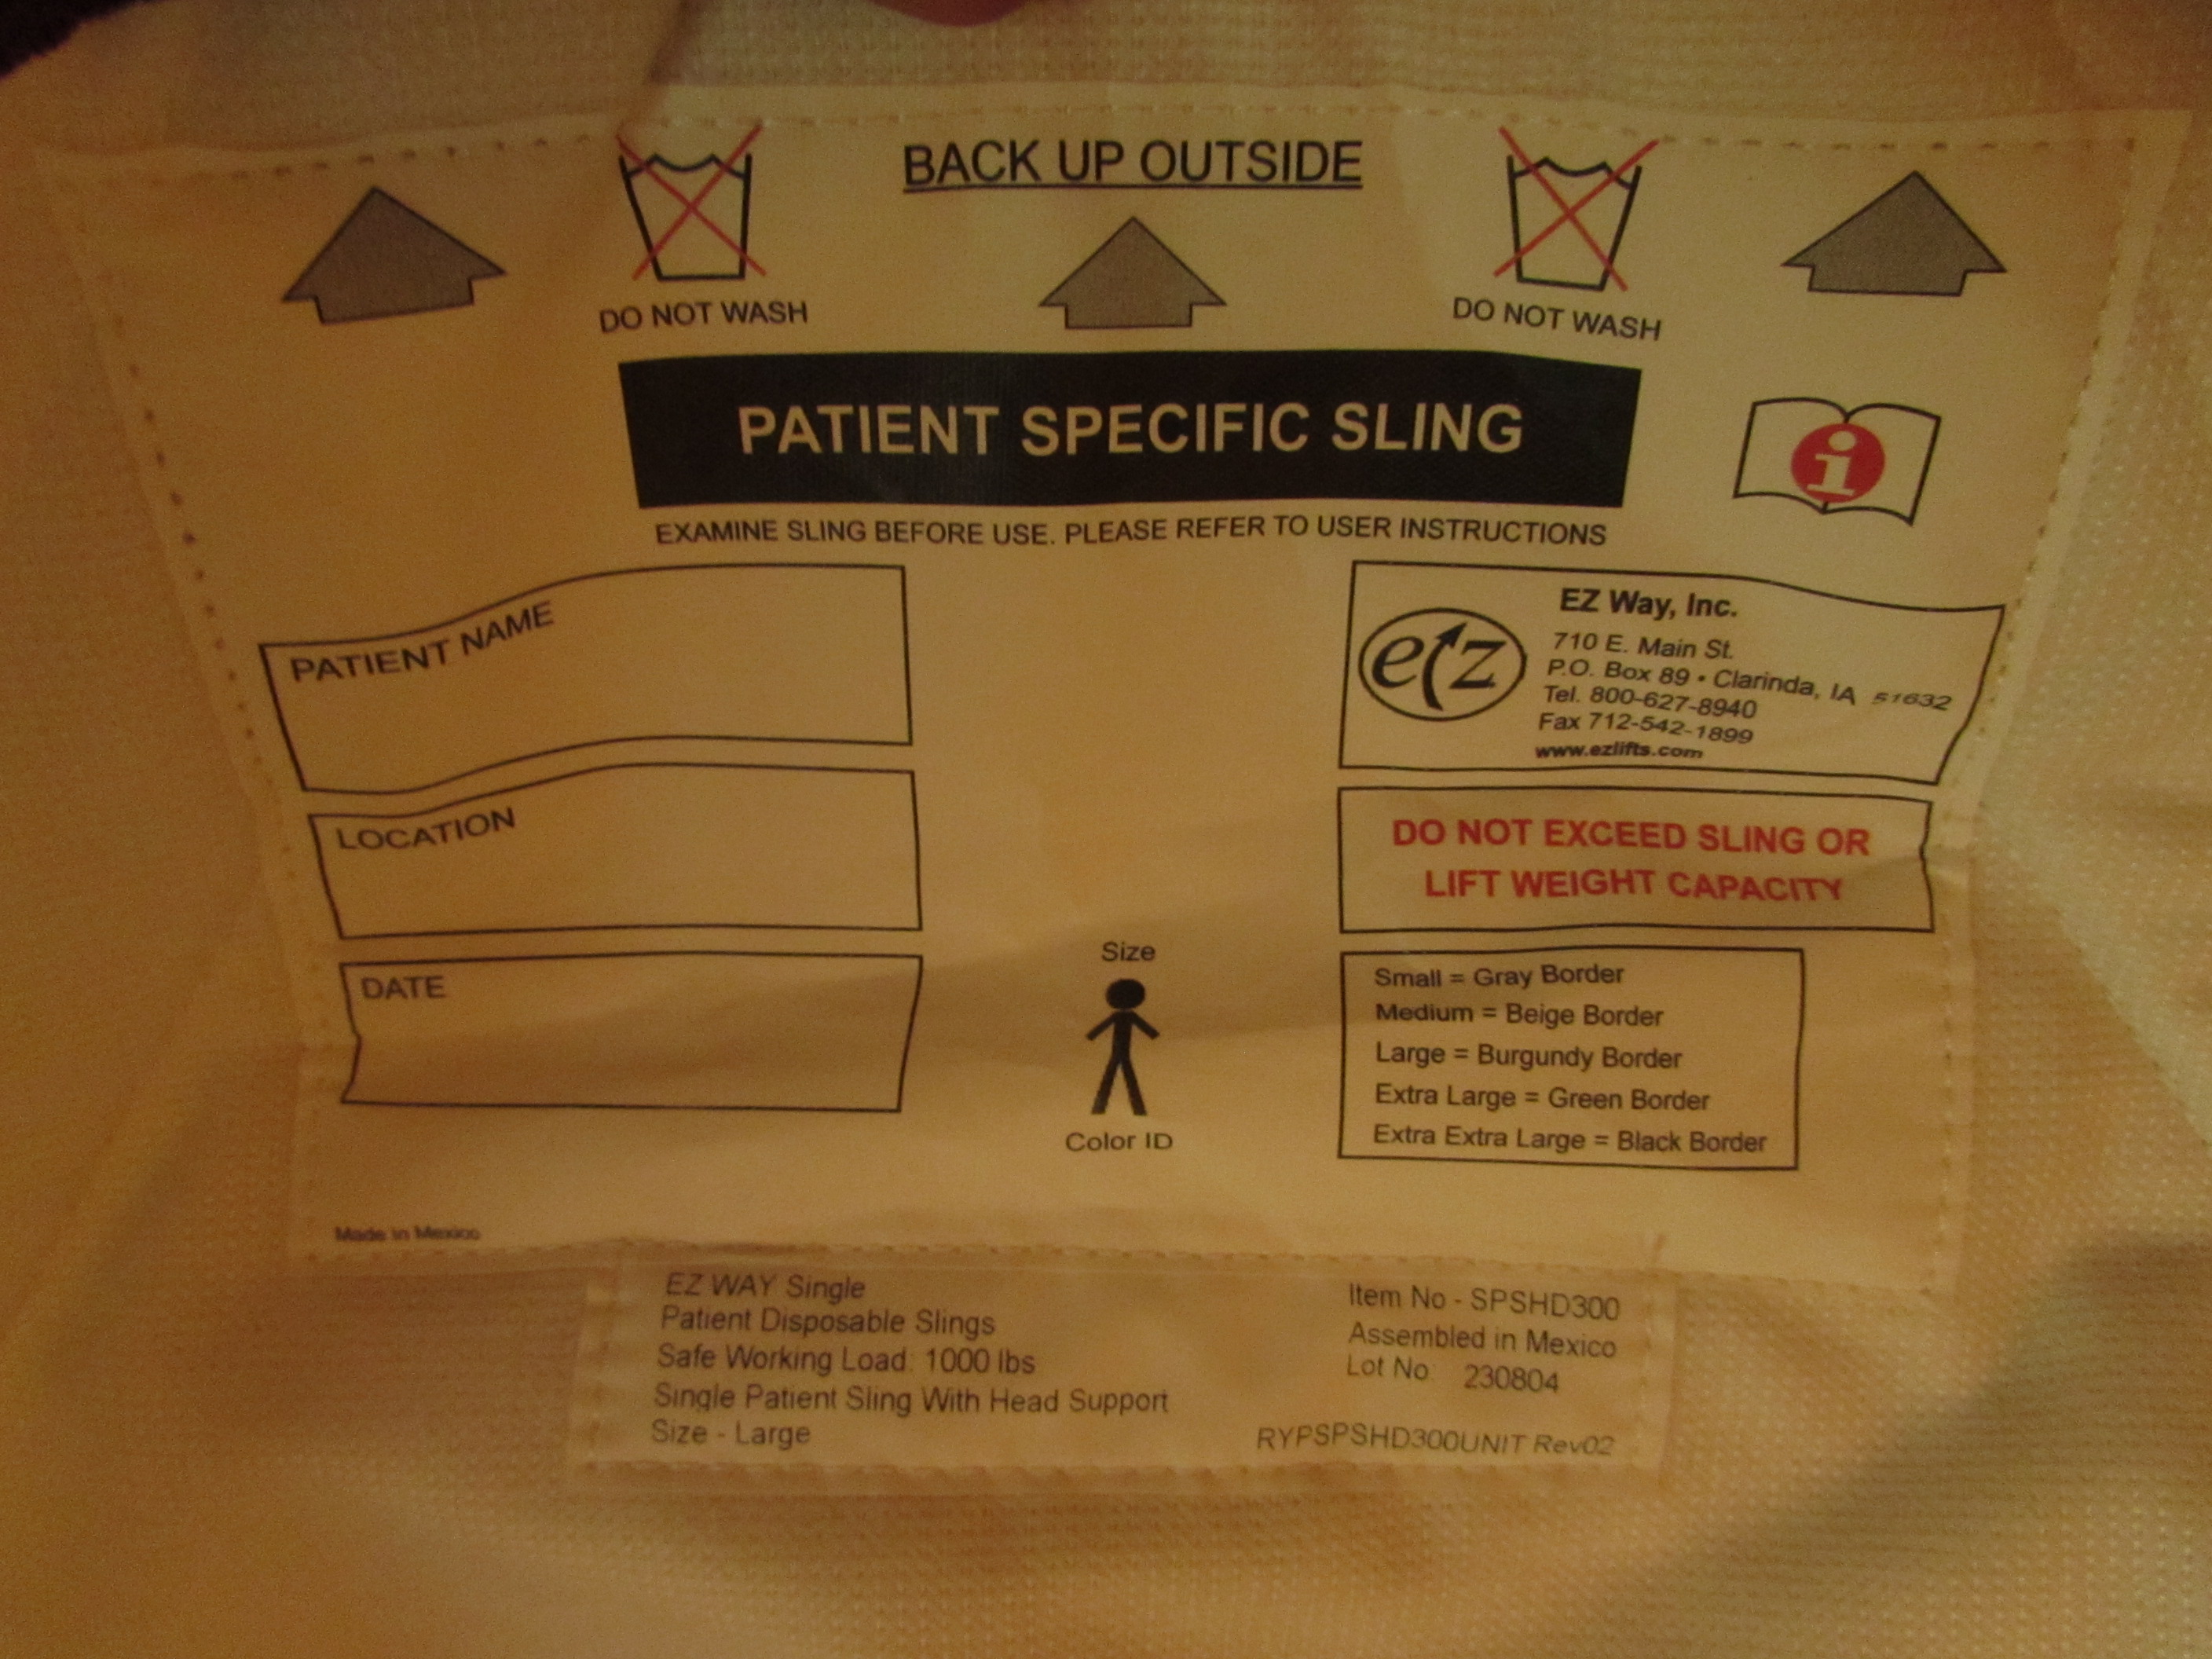 BACK UP OUTSIDE
DO NOT WASH
DO NOT WASH
PATIENT SPECIFIC SLING
i
EXAMINE SLING BEFORE USE. PLEASE REFER TO USER INSTRUCTIONS
PATIENT NAME
LOCATION
DATE
ez
EZ Way, Inc.
710 E. Main St.
P.O. Box 89 • Clarinda, IA 51632
Tel. 800-627-8940
Fax 712-542-1899
www.ezlifts.com
DO NOT EXCEED SLING OR
LIFT WEIGHT CAPACITY
Size
Color ID
Small = Gray Border
Medium = Beige Border
Large = Burgundy Border
Extra Large = Green Border
Extra Extra Large = Black Border
Made in Mexico
EZ WAY Single
Patient Disposable Slings
Safe Working Load: 1000 lbs
Single Patient Sling With Head Support
Size - Large
Item No - SPSHD300
Assembled in Mexico
Lot No 230804
RYPSPSHD300UNIT Rev02